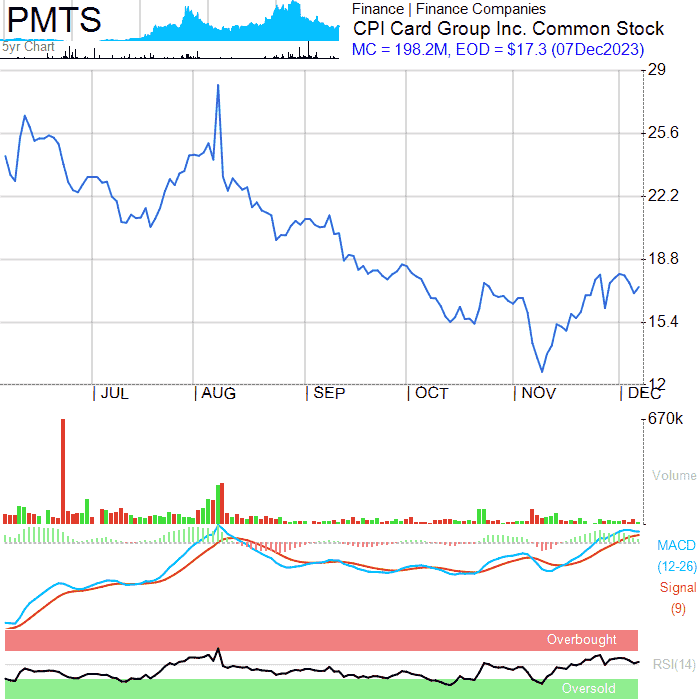 PMTS
5yr Chart
Finance | Finance Companies
CPI Card Group Inc. Common Stock
MC = 198.2M, EOD = $17.3 (07Dec2023)
29
25.6
22.2
18.8
15.4
12
JUL AUG SEP OCT NOV DEC
670k
Volume
MACD
(12-26)
Signal
(9)
Overbought
RSI(14)
Oversold